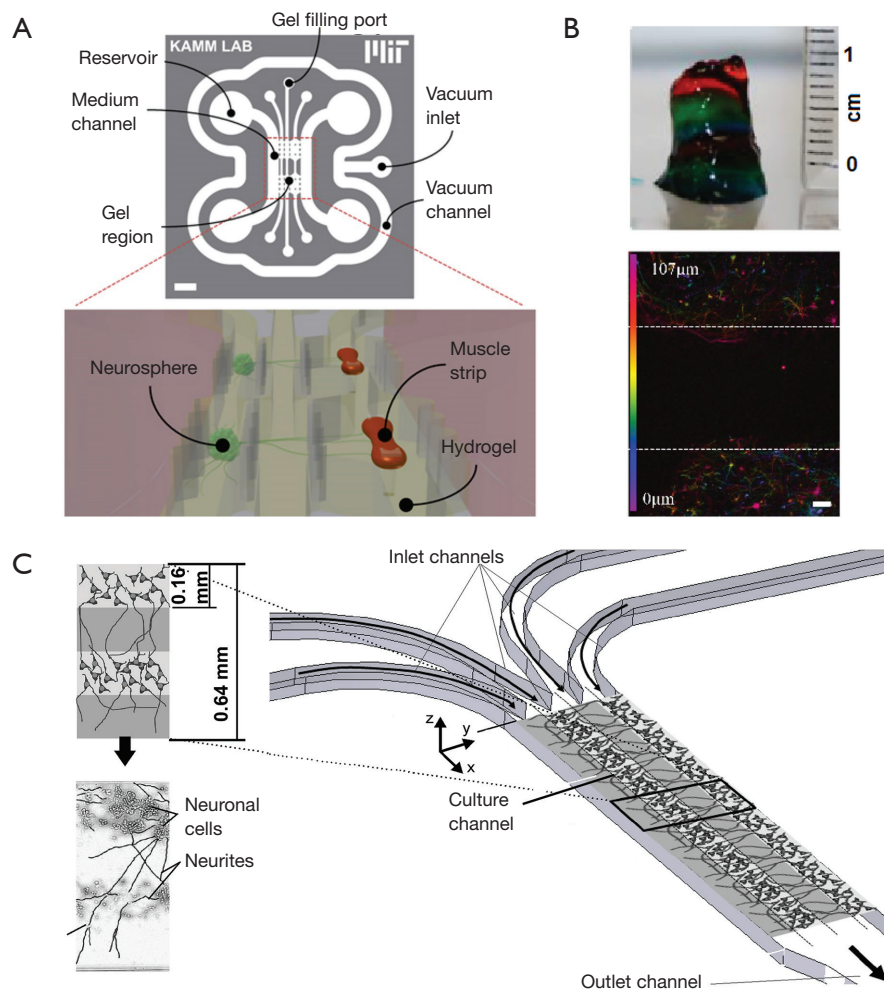 A
KAMM LAB
MIT
Gel filling port
Reservoir
Medium
channel
Vacuum
inlet
Gel
region
Vacuum
channel
Neurosphere
Muscle
strip
Hydrogel
B
1
cm
0
107µm
0µm
C
0.16
mm
0.64 mm
Neuronal
cells
Neurites
Inlet channels
z
y
x
Culture
channel
Outlet channel